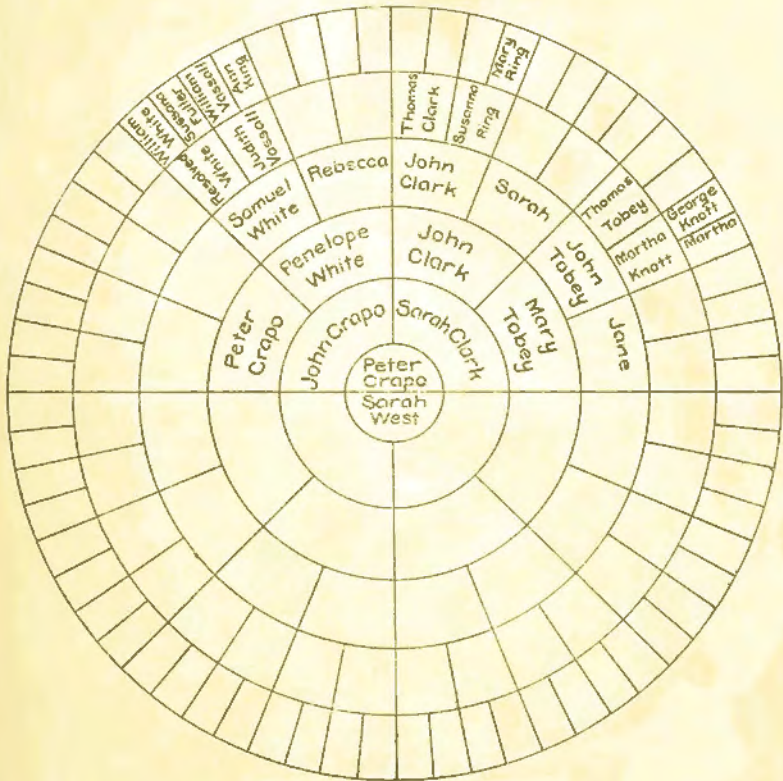 William
White
Susanna
Fuller
William
Vassall
Ann
King
Mary
Ring
Resolved
White
Judith
Vassall
Thomas
Clark
Susanna
Ring
Samuel
White
Rebecca
John
Clark
Sarah
Thomas
Tobey
Martha
Knott
George
Knott
Martha
Penelope
White
John
Clark
John
Tobey
Jane
Peter
Crapo
John Crapo
Sarah Clark
Mary
Tobey
Peter
Crapo
Sarah
West